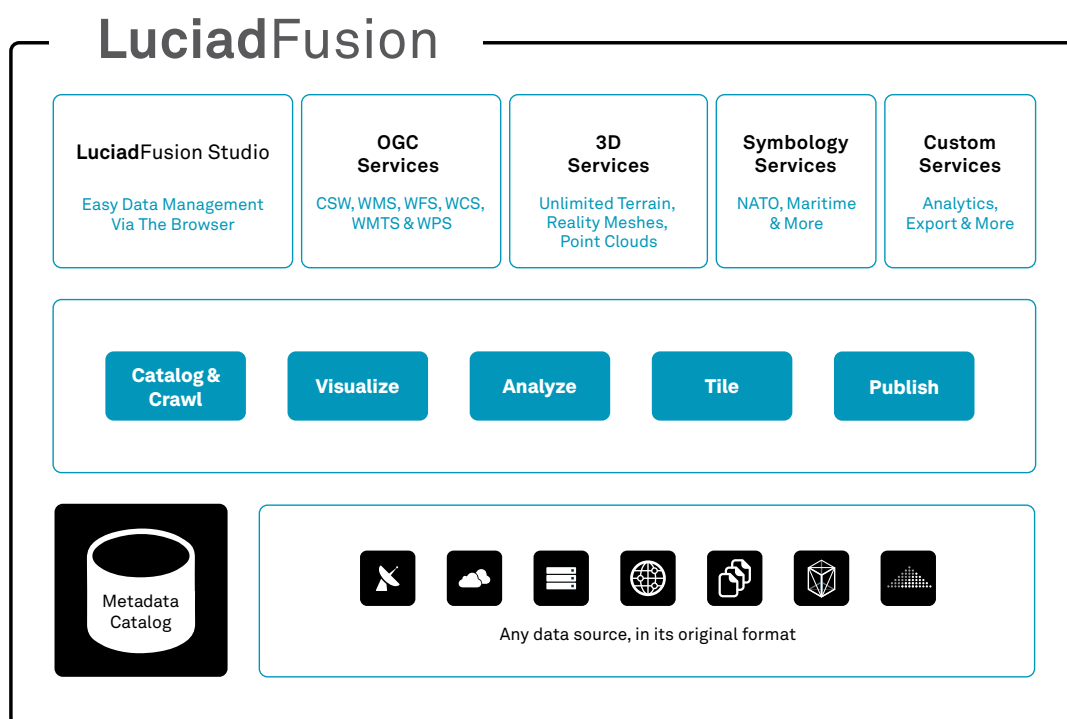 LuciadFusion
LuciadFusion Studio
Easy Data Management
Via The Browser
OGC
Services
CSW, WMS, WFS, WCS,
WMTS & WPS
3D
Services
Unlimited Terrain,
Reality Meshes,
Point Clouds
Symbology
Services
NATO, Maritime
& More
Custom
Services
Analytics,
Export & More
Catalog &
Crawl
Visualize
Analyze
Tile
Publish
Metadata
Catalog
Any data source, in its original format